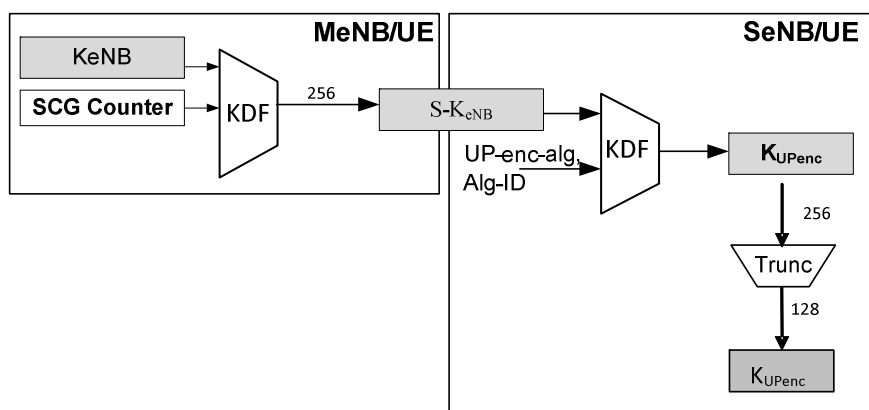 MeNB/UE
KeNB
SCG Counter
KDF
256
S-KeNB
SeNB/UE
UP-enc-alg,
Alg-ID
KDF
KUPenc
256
Trunc
128
KUPenc